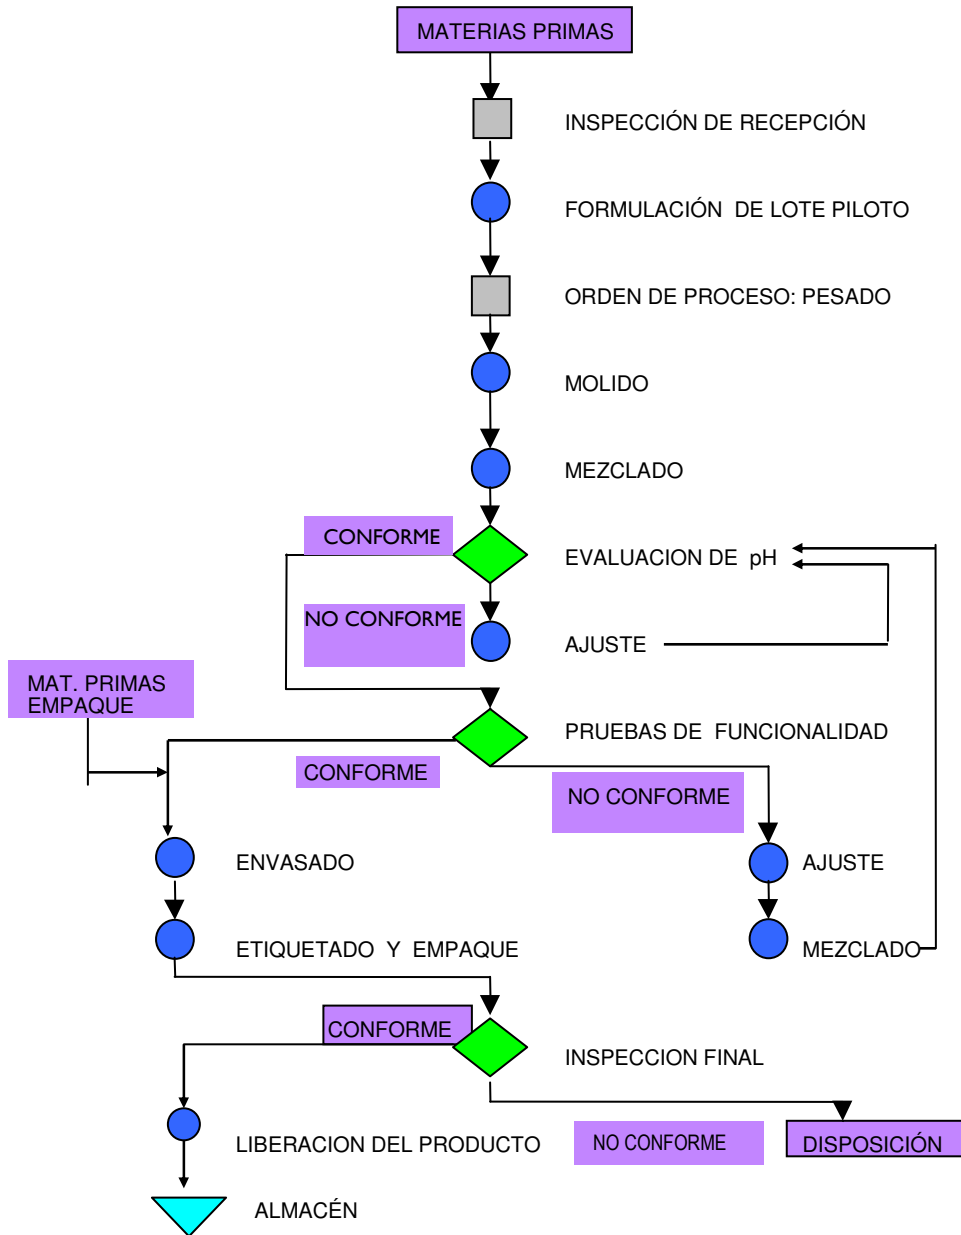 MATERIAS PRIMAS
INSPECCIÓN DE RECEPCIÓN
FORMULACIÓN DE LOTE PILOTO
ORDEN DE PROCESO: PESADO
MOLIDO
MEZCLADO
CONFORME
EVALUACION DE pH
NO CONFORME
AJUSTE
MAT. PRIMAS
EMPAQUE
PRUEBAS DE FUNCIONALIDAD
CONFORME
NO CONFORME
ENVASADO
AJUSTE
ETIQUETADO Y EMPAQUE
MEZCLADO
CONFORME
INSPECCION FINAL
LIBERACION DEL PRODUCTO
NO CONFORME
DISPOSICIÓN
ALMACÉN